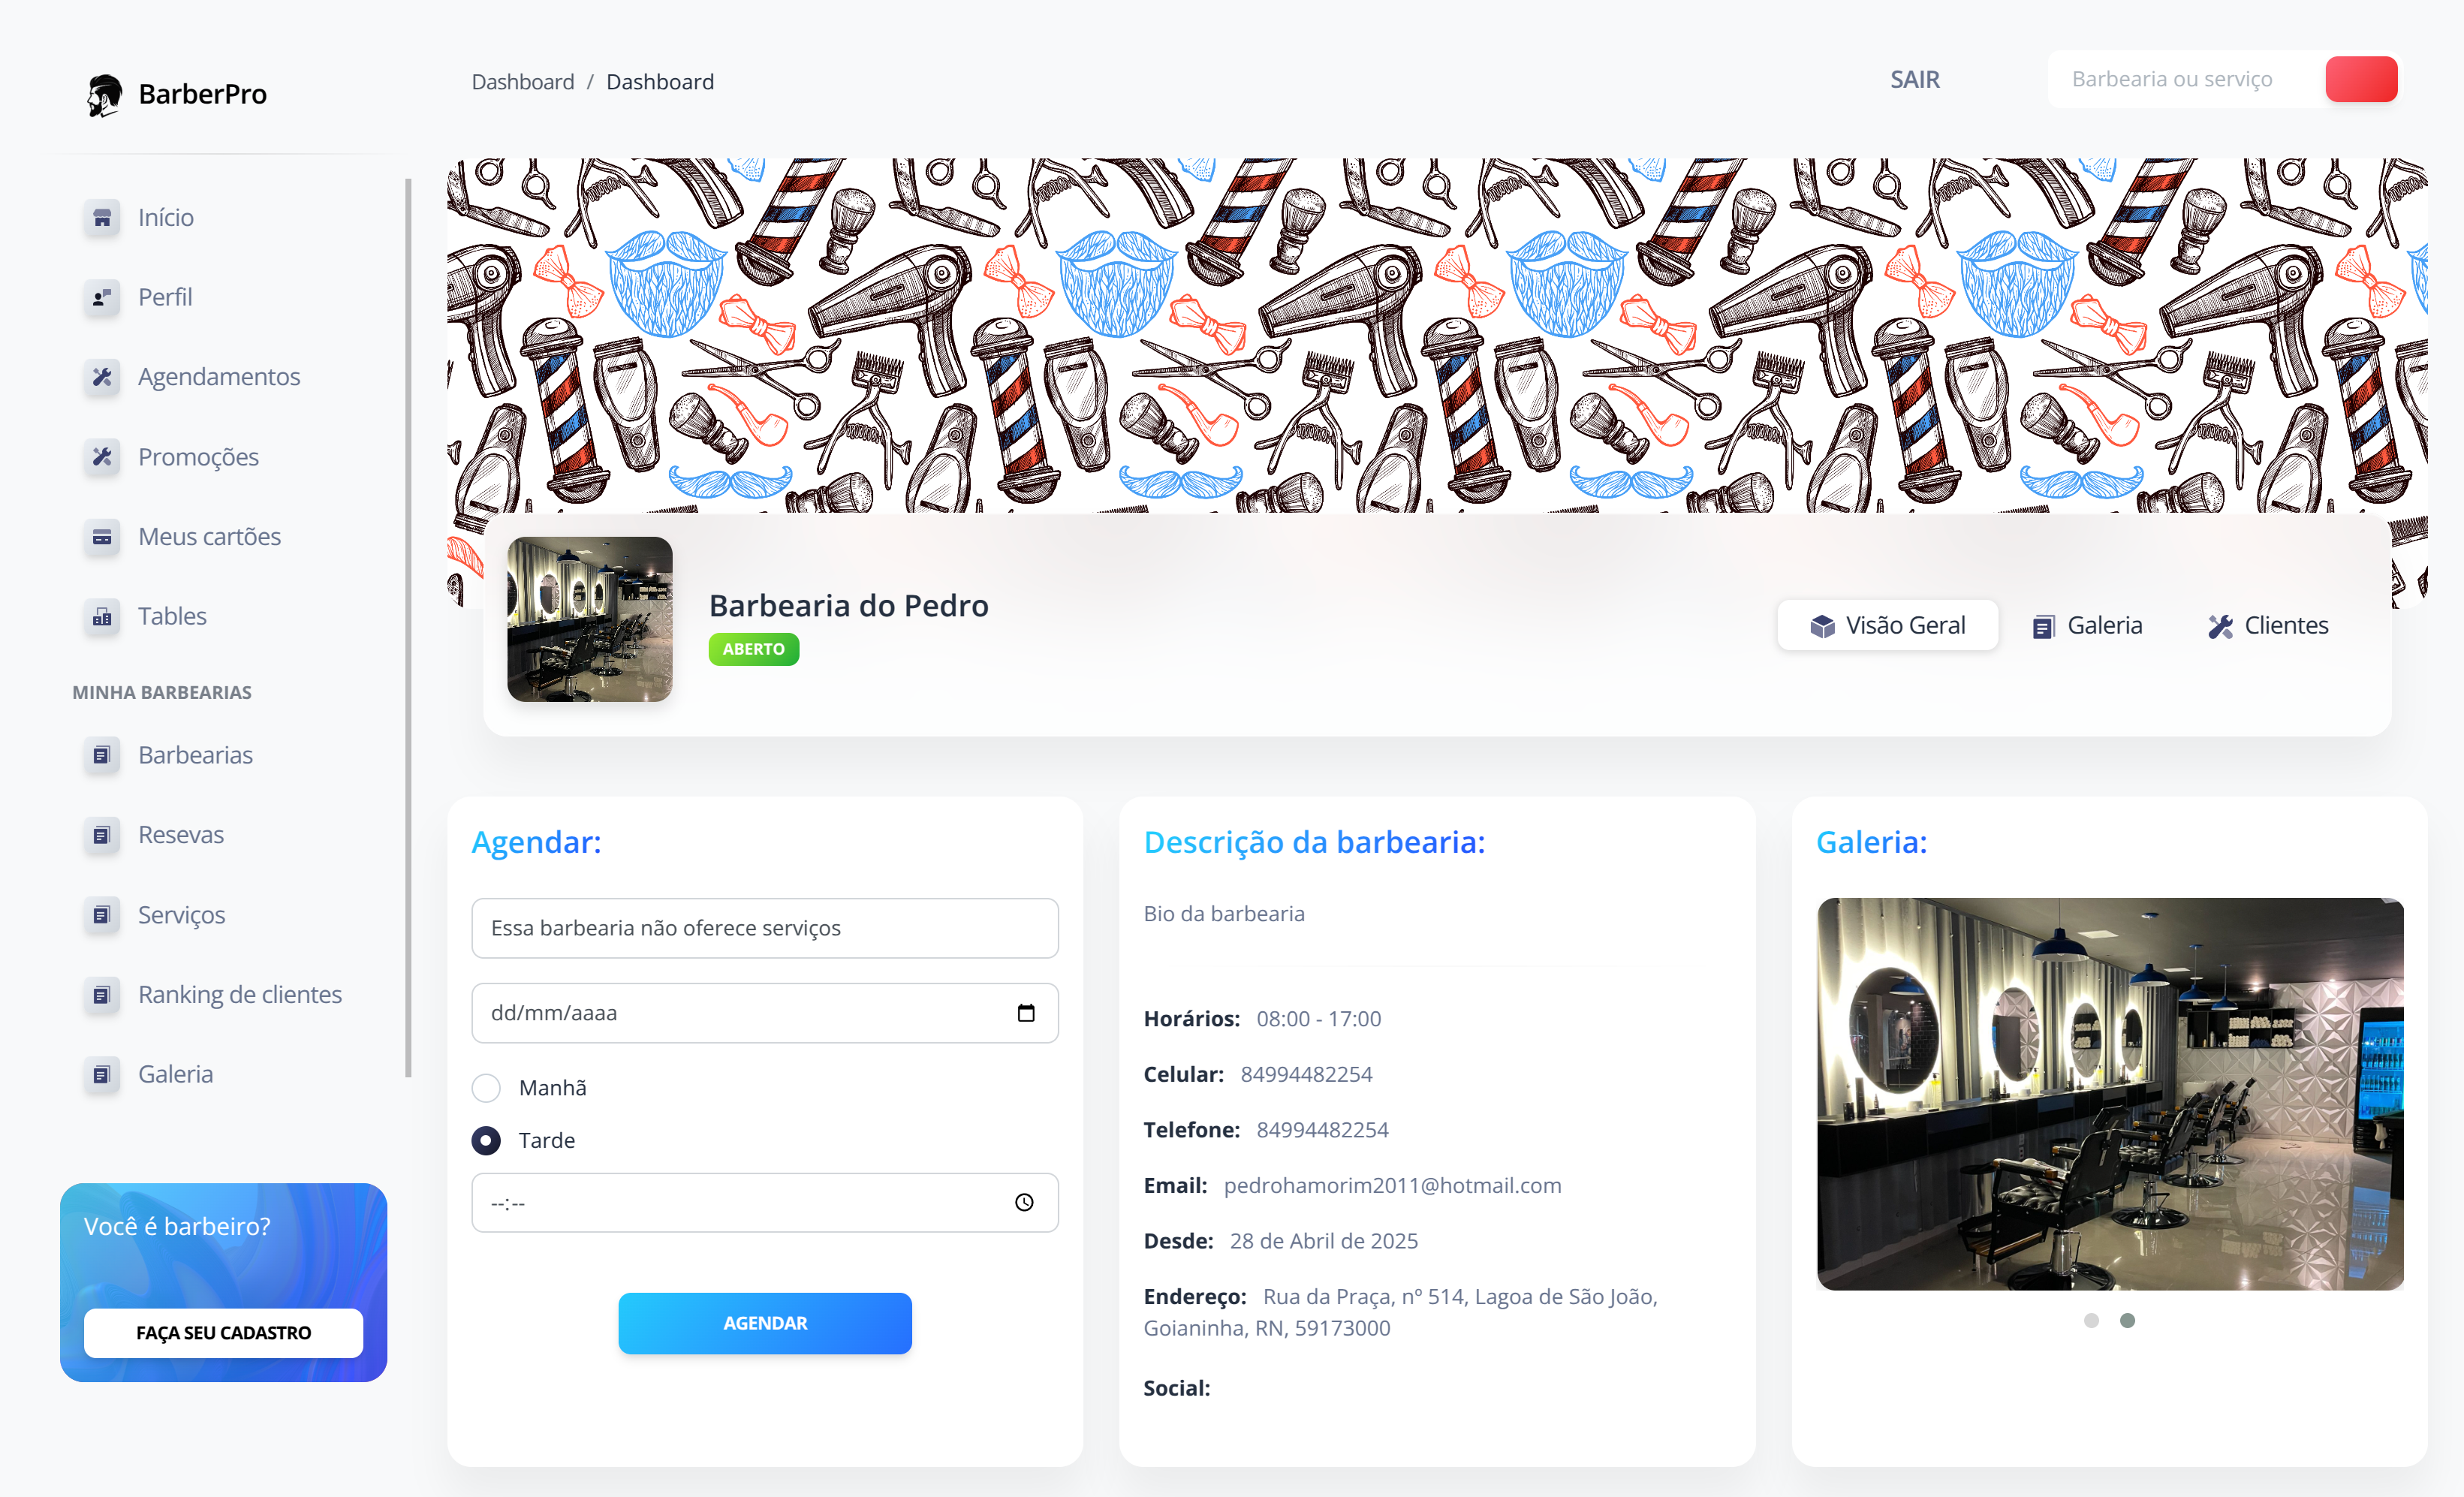 BarberPro
Dashboard / Dashboard
SAIR
Barbearia ou serviço
Início
Perfil
Agendamentos
Promoções
Meus cartões
Tables
MINHA BARBEARIAS
Barbearias
Resevas
Serviços
Ranking de clientes
Galeria
Você é barbeiro?
FAÇA SEU CADASTRO
Barbearia do Pedro
ABERTO
Visão Geral
Galeria
Clientes
Agendar:
Essa barbearia não oferece serviços
dd/mm/aaaa
Manhã
Tarde
--:--
AGENDAR
Descrição da barbearia:
Bio da barbearia
Horários: 08:00 - 17:00
Celular: 84994482254
Telefone: 84994482254
Email: pedrohamorim2011@hotmail.com
Desde: 28 de Abril de 2025
Endereço: Rua da Praça, nº 514, Lagoa de São João,
Goianinha, RN, 59173000
Social:
Galeria: